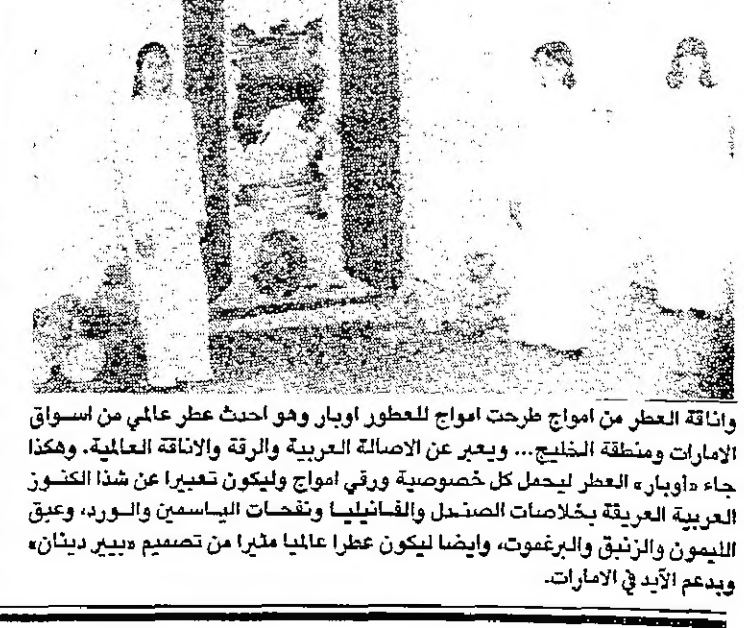 واناقة العطر من امواج طرحت امواج للعطور اوبار وهو احدث عطر عالمي من اسواق
الامارات ومنطقة الخليج... ويعبر عن الاصالة العربية والرقة والاناقة العالمية. وهكذا
جاء «اوبار» العطر ليحمل كل خصوصية ورقي امواج وليكون تعبيرا عن شذا الكنوز
العربية العريقة بخلاصات الصندل والفانيليا ونفحات الياسمين والورد، وعبق
الليمون والزنبق والبرغموت، وايضا ليكون عطرا عالميا مثيرا من تصميم «بيير دينان»
ويدعم الآيد في الامارات.